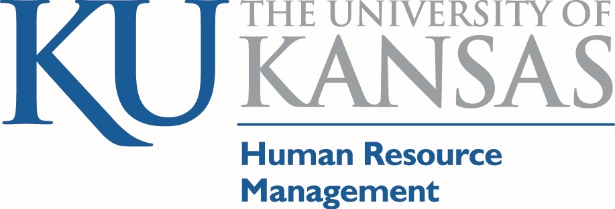 KU
THE UNIVERSITY OF
KANSAS
Human Resource
Management